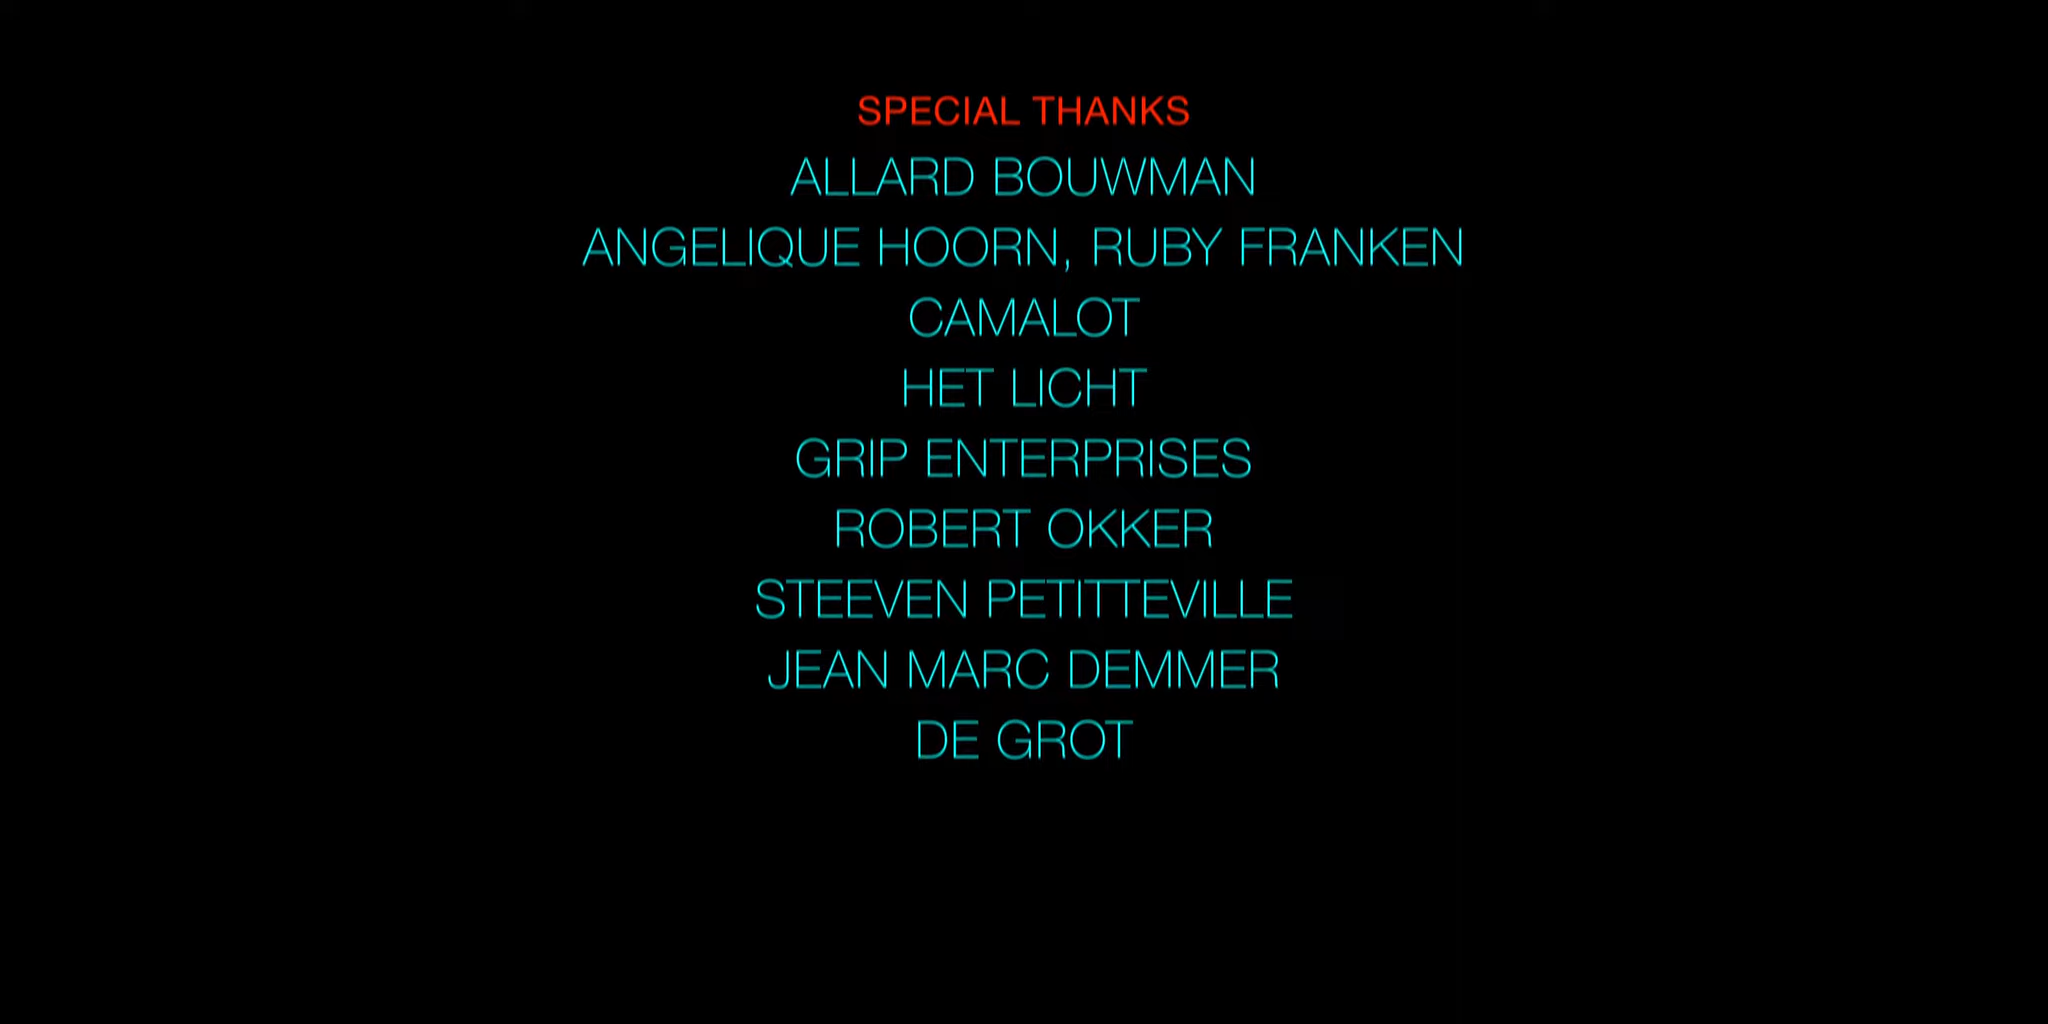 SPECIAL THANKS
ALLARD BOUWMAN
ANGELIQUE HOORN, RUBY FRANKEN
CAMALOT
HET LICHT
GRIP ENTERPRISES
ROBERT OKKER
STEEVEN PETITTEVILLE
JEAN MARC DEMMER
DE GROT